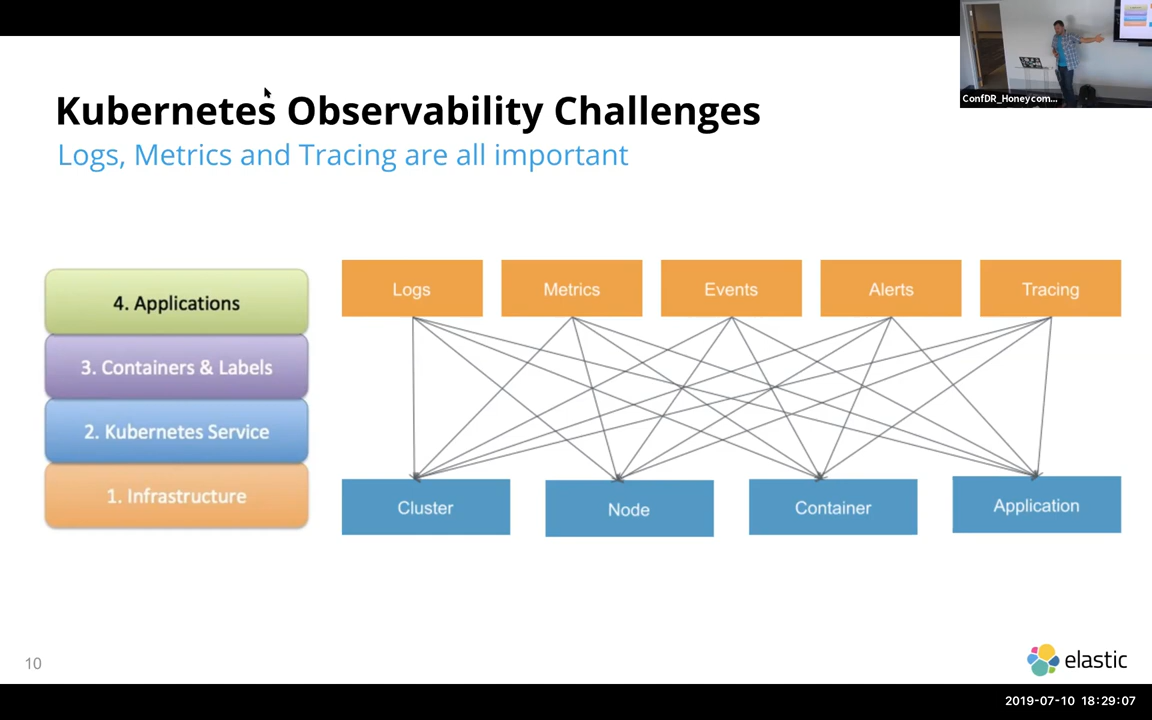 ConfDR_Honeycom...
Kubernetes Observability Challenges
Logs, Metrics and Tracing are all important
4. Applications
3. Containers & Labels
2. Kubernetes Service
1. Infrastructure
Logs
Metrics
Events
Alerts
Tracing
Cluster
Node
Container
Application
10
elastic
2019-07-10 18:29:07